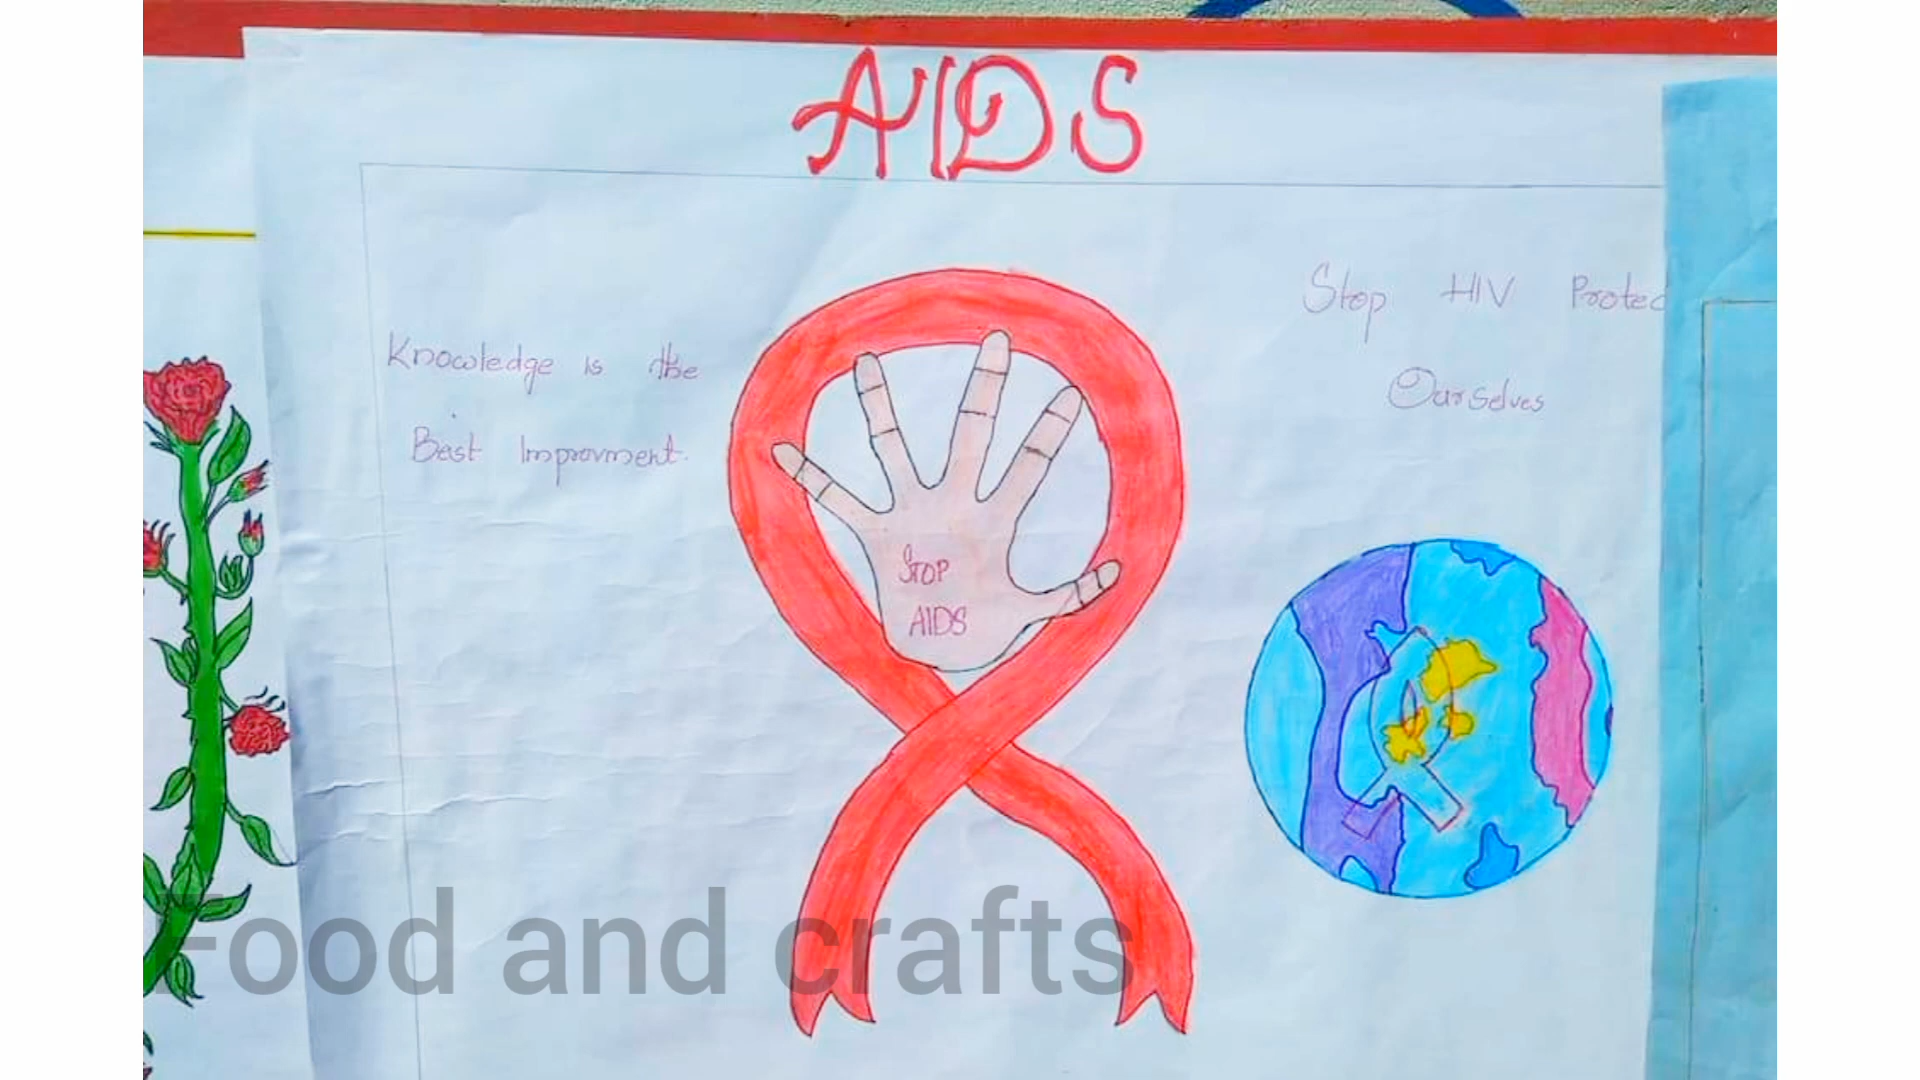 AIDS
Knowledge is the
Best Improvment.
Stop HIV Protec
Ourselves
STOP
AIDS
Food and crafts